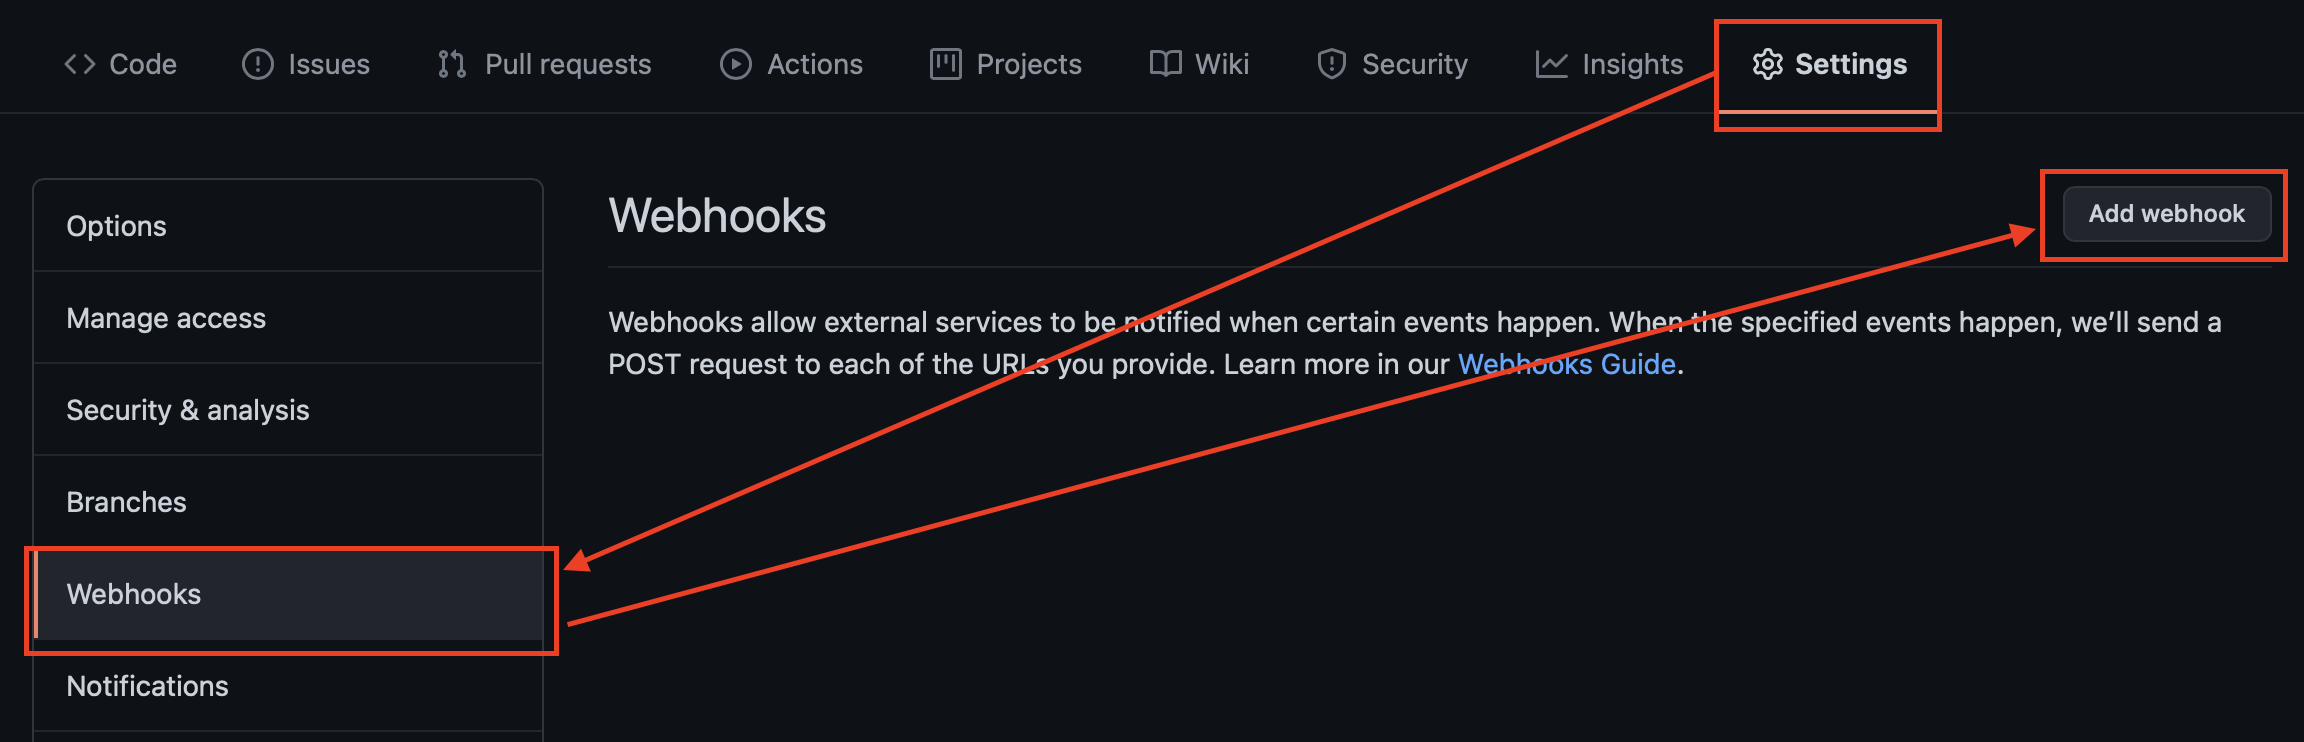 Code Issues Pull requests Actions Projects Wiki Security Insights Settings
Options
Manage access
Security & analysis
Branches
Webhooks
Notifications
Webhooks
Add webhook
Webhooks allow external services to be notified when certain events happen. When the specified events happen, we’ll send a
POST request to each of the URLs you provide. Learn more in our Webhooks Guide.